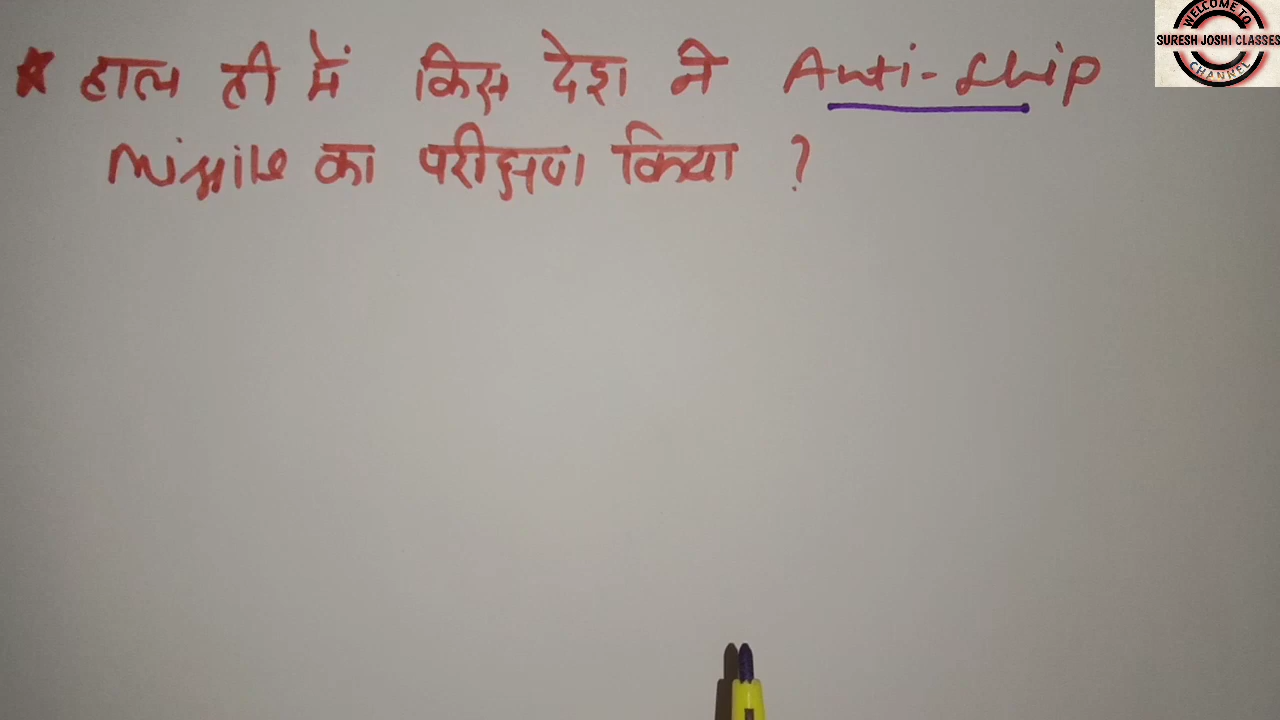 WELCOME TO
SURESH JOSHI CLASSES
CHANNEL
★ हाल ही में किस देश ने Anti-ship
Missile का परीक्षण किया ?